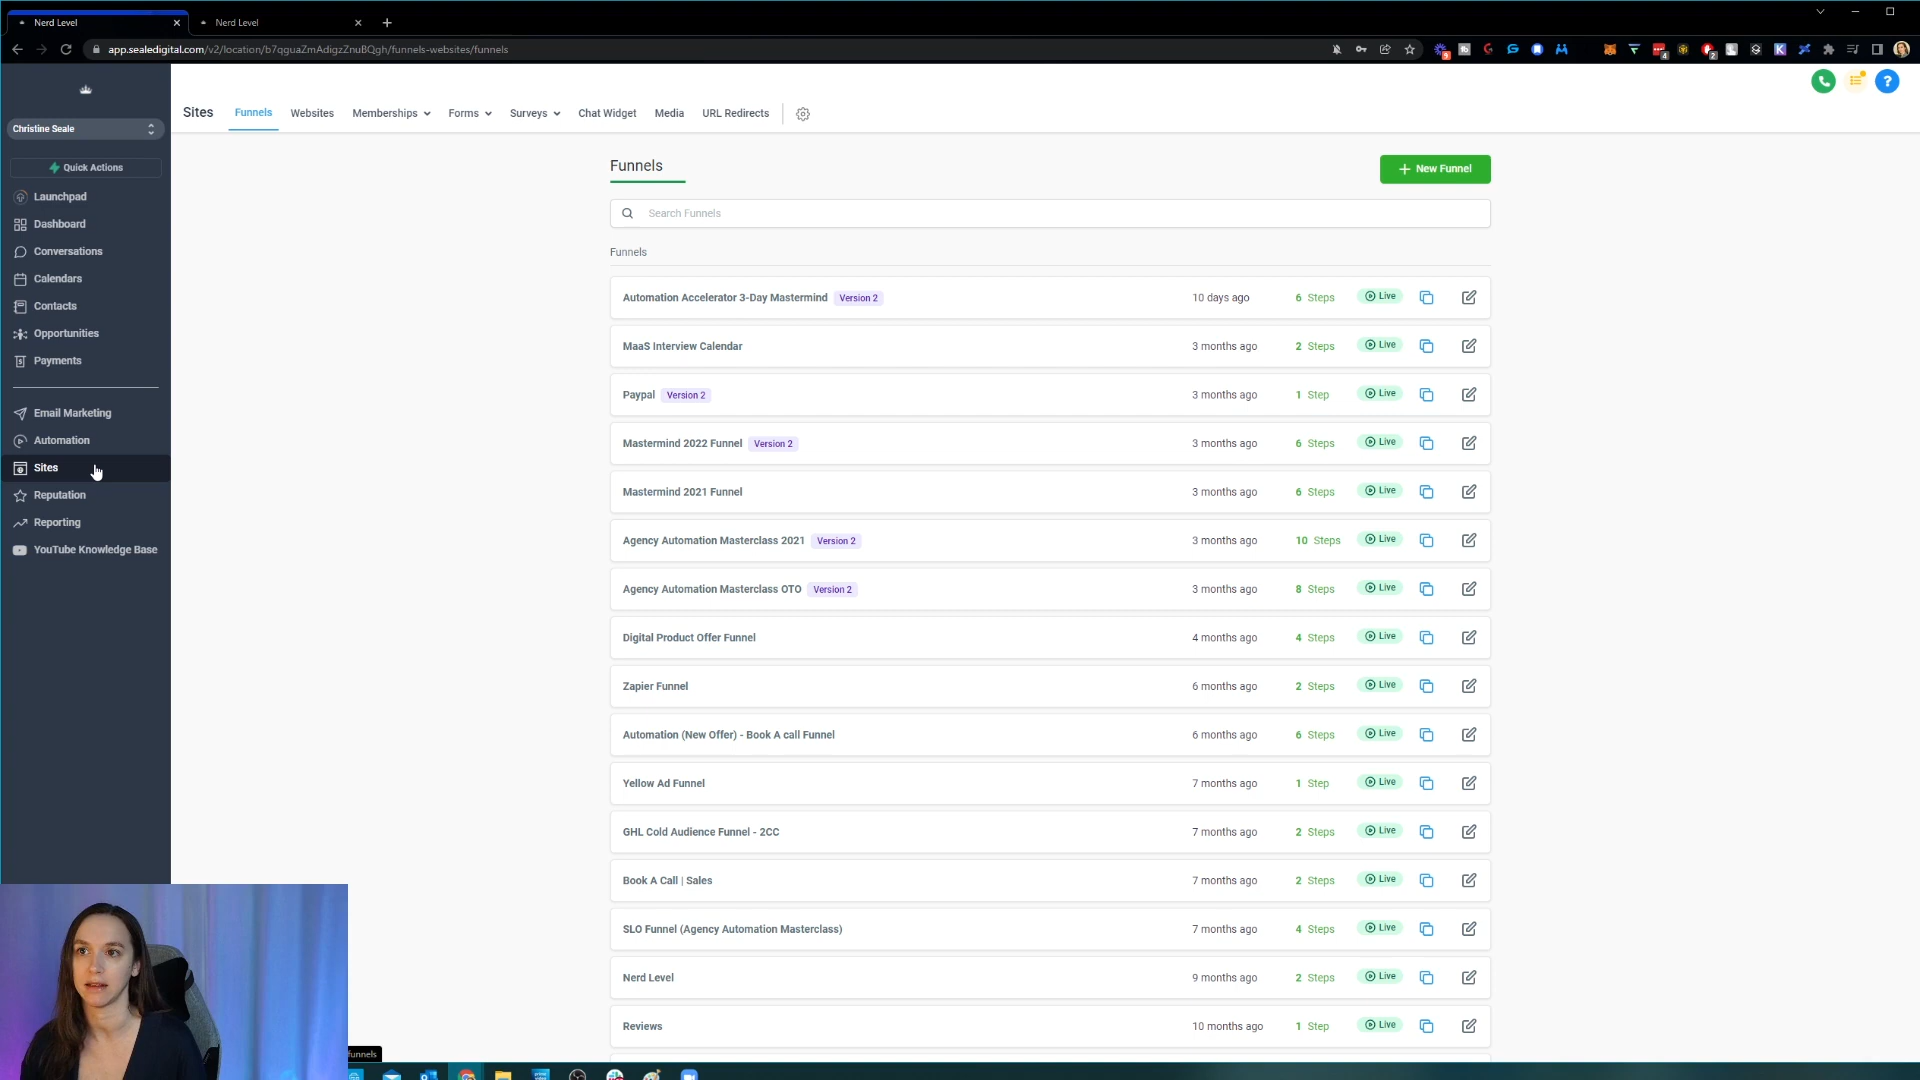 Nerd Level
Nerd Level
app.sealedigital.com/v2/location/b7qguaZmAdigzZnuBQgh/funnels-websites/funnels
Christine Seale
Quick Actions
Launchpad
Dashboard
Conversations
Calendars
Contacts
Opportunities
Payments
Email Marketing
Automation
Sites
Reputation
Reporting
YouTube Knowledge Base
Sites Funnels Websites Memberships Forms Surveys Chat Widget Media URL Redirects
Funnels
+ New Funnel
Search Funnels
Funnels
Automation Accelerator 3-Day Mastermind Version 2 10 days ago 6 Steps Live
MaaS Interview Calendar 3 months ago 2 Steps Live
Paypal Version 2 3 months ago 1 Step Live
Mastermind 2022 Funnel Version 2 3 months ago 6 Steps Live
Mastermind 2021 Funnel 3 months ago 6 Steps Live
Agency Automation Masterclass 2021 Version 2 3 months ago 10 Steps Live
Agency Automation Masterclass OTO Version 2 3 months ago 8 Steps Live
Digital Product Offer Funnel 4 months ago 4 Steps Live
Zapier Funnel 6 months ago 2 Steps Live
Automation (New Offer) - Book A call Funnel 6 months ago 6 Steps Live
Yellow Ad Funnel 7 months ago 1 Step Live
GHL Cold Audience Funnel - 2CC 7 months ago 2 Steps Live
Book A Call | Sales 7 months ago 2 Steps Live
SLO Funnel (Agency Automation Masterclass) 7 months ago 4 Steps Live
Nerd Level 9 months ago 2 Steps Live
Reviews 10 months ago 1 Step Live
funnels